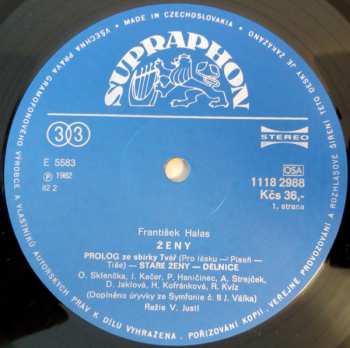 • MADE IN CZECHOSLOVAKIA •
VŠECHNA PRÁVA GRAMOFONOVÉHO VÝROBCE A VLASTNÍKŮ AUTORSKÝCH PRÁV K DÍLU VYHRAZENA. POŘIZOVÁNÍ KOPIÍ, VEŘEJNÉ PROVOZOVÁNÍ A ROZHLASOVÉ ŠÍŘENÍ TÉTO DESKY JE ZAKÁZÁNO
SUPRAPHON
33
STEREO
E 5583
Ⓟ 1982
82 2
OSA
1118 2988
Kčs 36,-
1. strana
František Halas
ŽENY
PROLOG ze sbírky Tvář (Pro lásku — Píseň —
Tiše) — STARÉ ŽENY — DĚLNICE
O. Sklenčka, I. Kačer, P. Haničinec, A. Strejček,
D. Jaklová, H. Kofránková, R. Kvíz
(Doplněno úryvky ze Symfonie č. 8 J. Válka)
Režie V. Justl